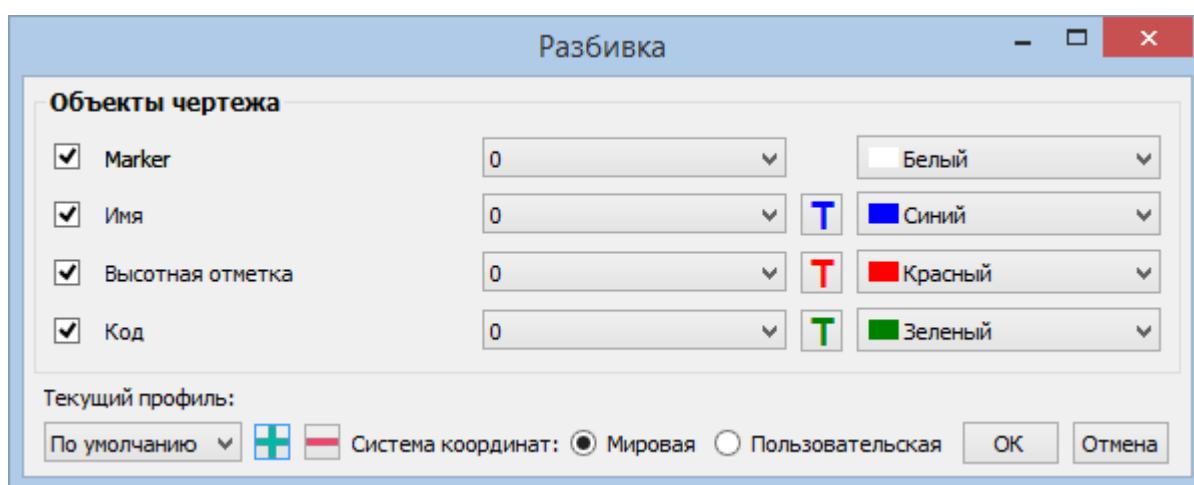 Разбивка
Объекты чертежа
Marker 0 Белый
Имя 0 T Синий
Высотная отметка 0 T Красный
Код 0 T Зеленый
Текущий профиль:
По умолчанию Система координат: Мировая Пользовательская OK Отмена